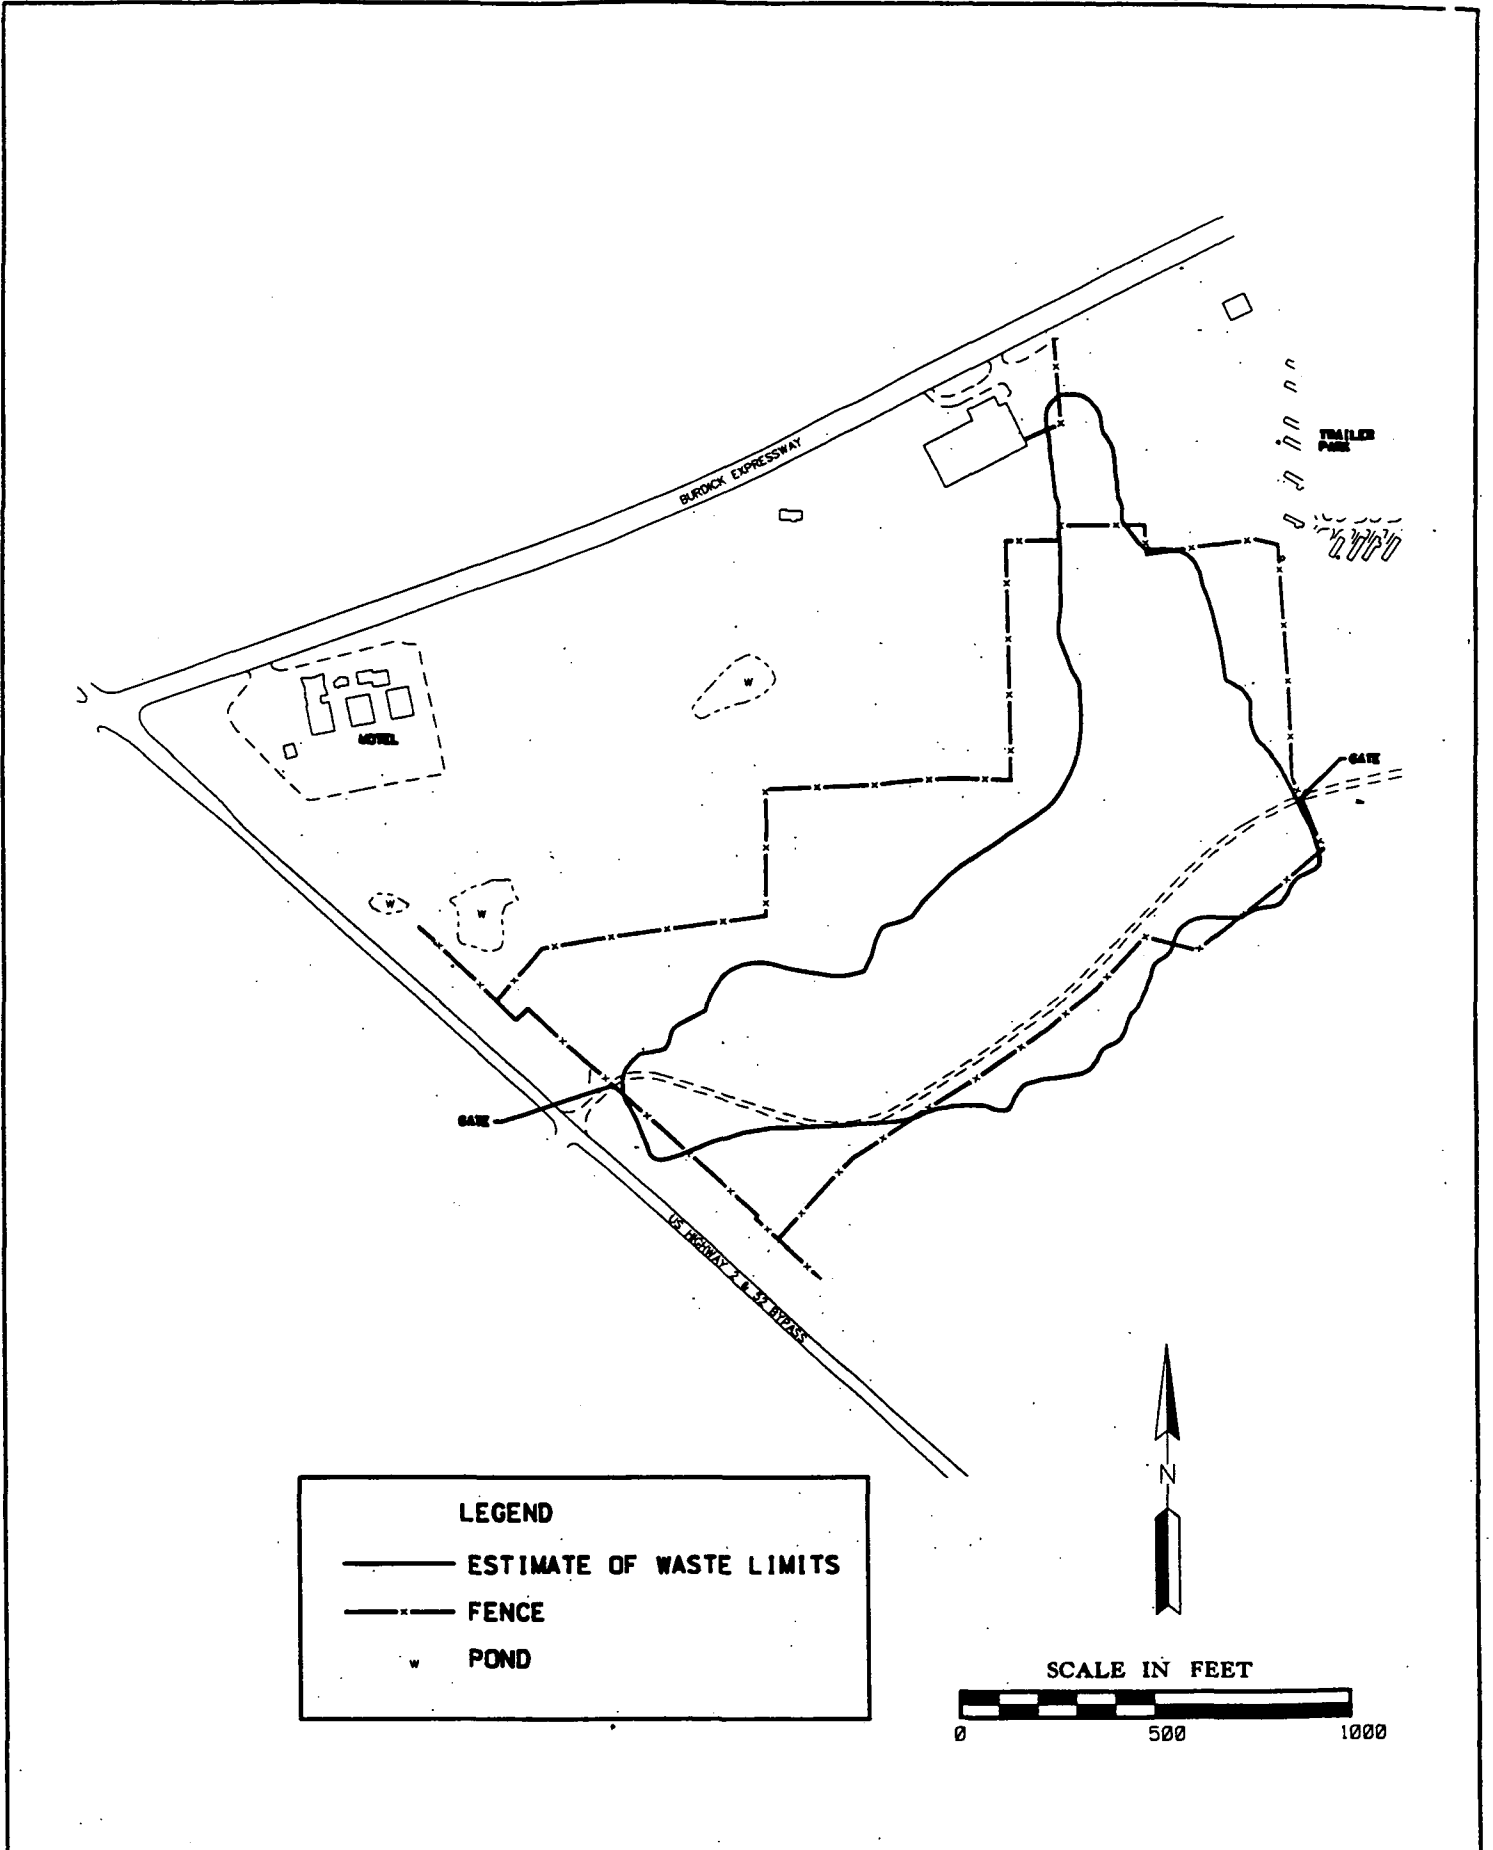 BURDICK EXPRESSWAY
TRAILER
PARK
W
MOTEL
GATE
W
W
GATE
US HIGHWAY 2 & 52 BYPASS
N
LEGEND
ESTIMATE OF WASTE LIMITS
FENCE
W POND
SCALE IN FEET
0 500 1000